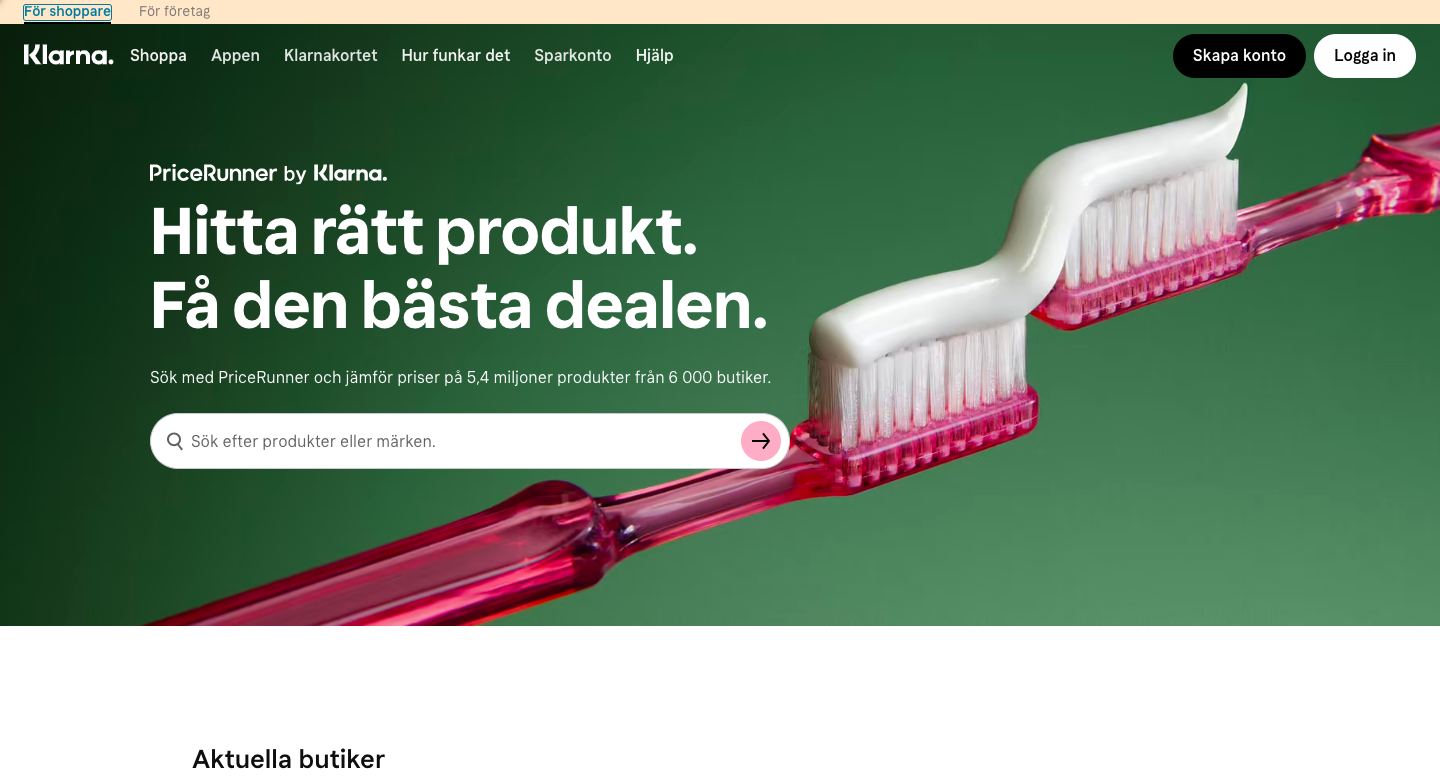 För shoppare
För företag
Klarna.
Shoppa
Appen
Klarnakortet
Hur funkar det
Sparkonto
Hjälp
Skapa konto
Logga in
PriceRunner by Klarna.
Hitta rätt produkt.
Få den bästa dealen.
Sök med PriceRunner och jämför priser på 5,4 miljoner produkter från 6 000 butiker.
Sök efter produkter eller märken.
Aktuella butiker